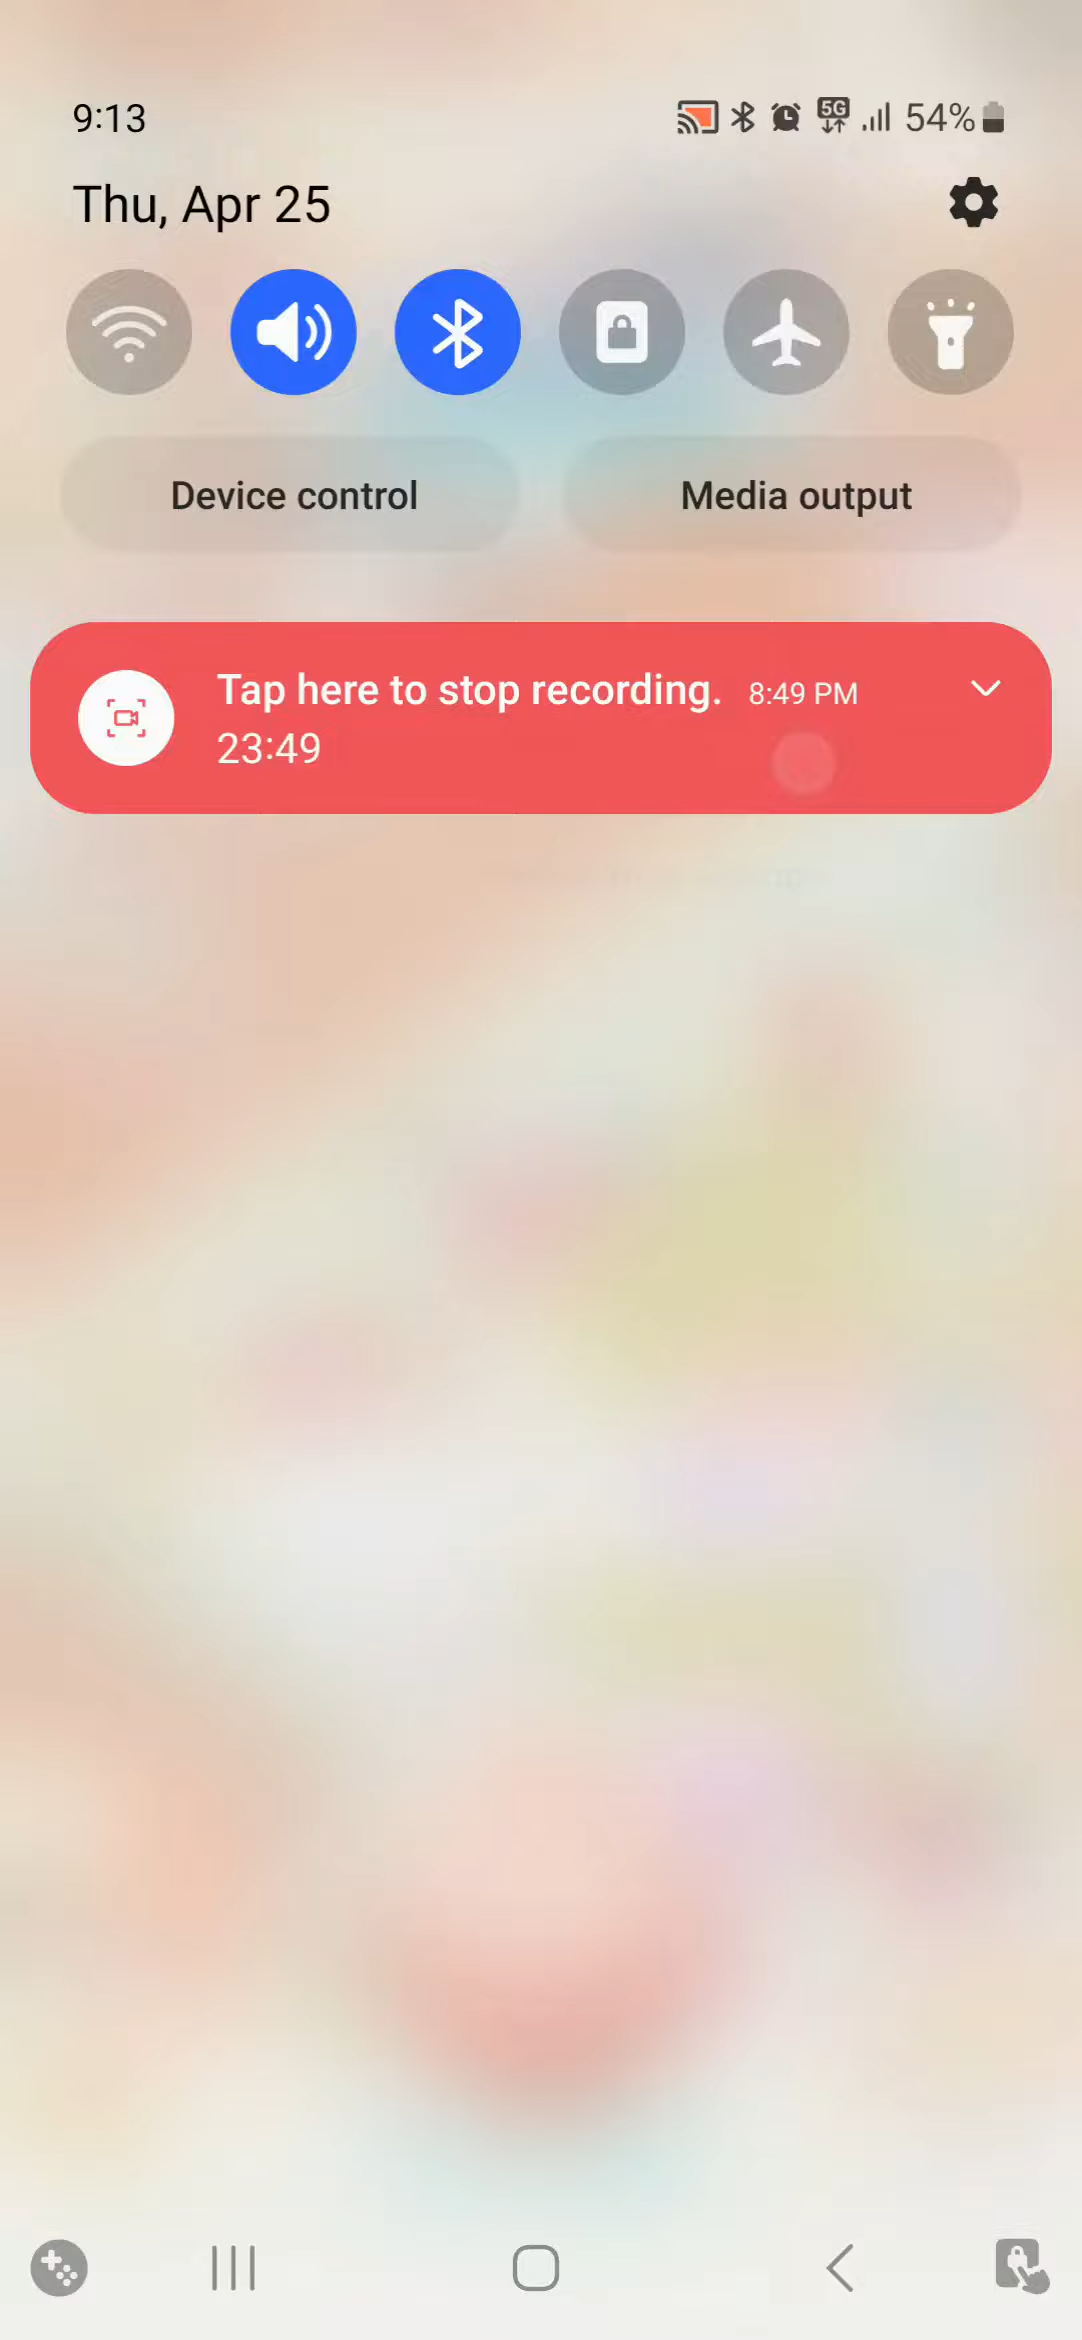 9:13
5G
54%
Thu, Apr 25
Device control
Media output
Tap here to stop recording. 8:49 PM
23:49